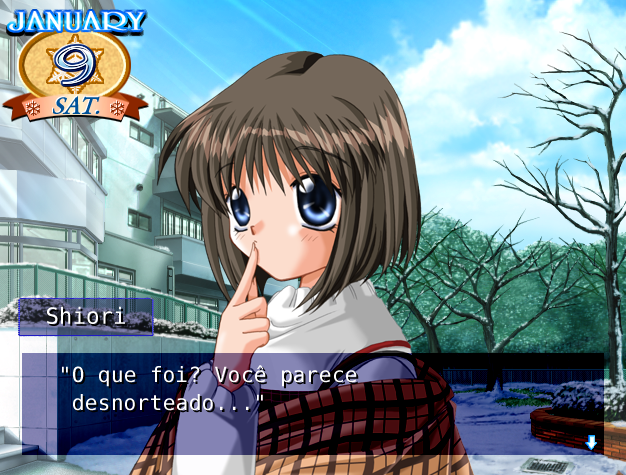 JANUARY
9
SAT.
Shiori
"O que foi? Você parece
desnorteado..."